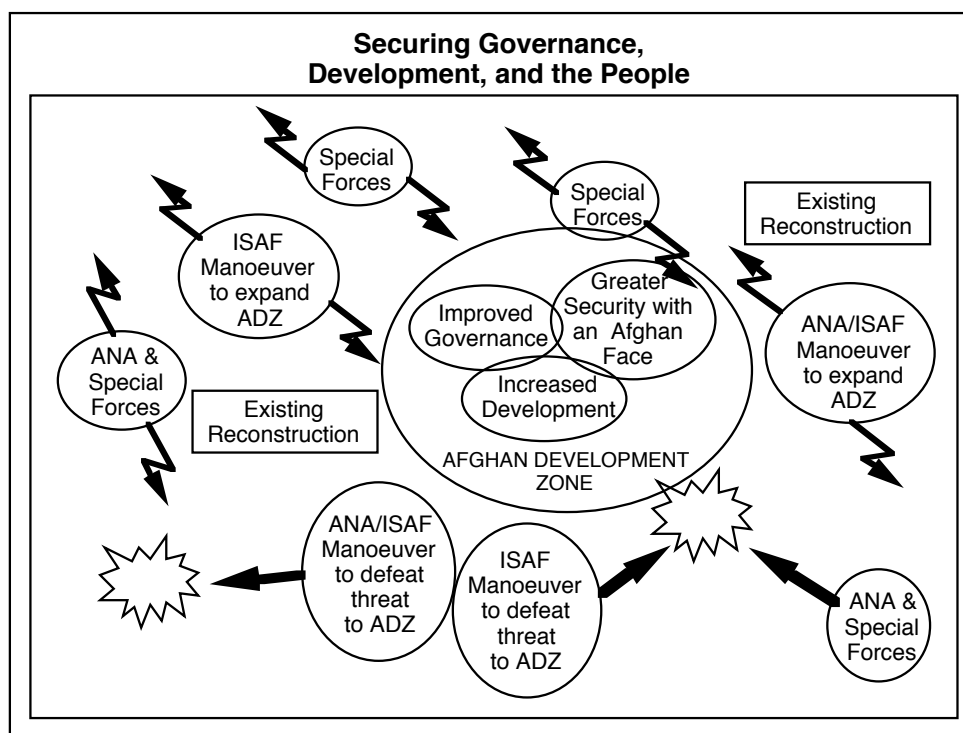 Securing Governance,
Development, and the People
Special
Forces
Special
Forces
Existing
Reconstruction
ISAF
Manoeuver
to expand
ADZ
Improved
Governance
Greater
Security with
an Afghan
Face
Increased
Development
AFGHAN DEVELOPMENT
ZONE
ANA/ISAF
Manoeuver
to expand
ADZ
ANA &
Special
Forces
Existing
Reconstruction
ANA/ISAF
Manoeuver
to defeat
threat
to ADZ
ISAF
Manoeuver
to defeat
threat
to ADZ
ANA &
Special
Forces